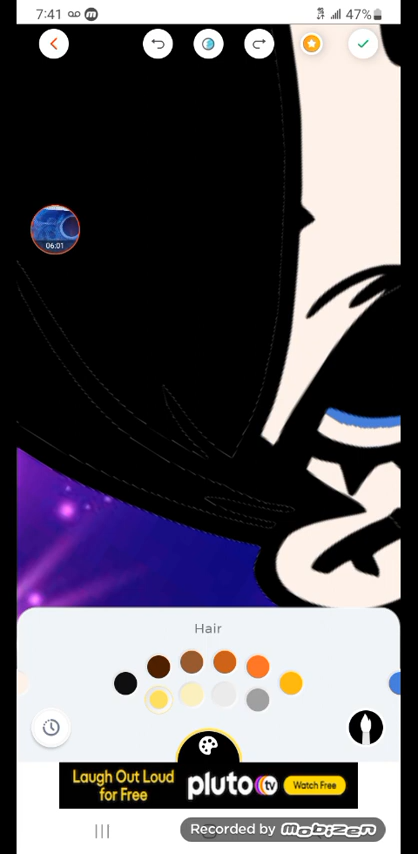 7:41
47%
06:01
Hair
Laugh Out Loud
for Free
pluto tv
Watch Free
Recorded by mobizen